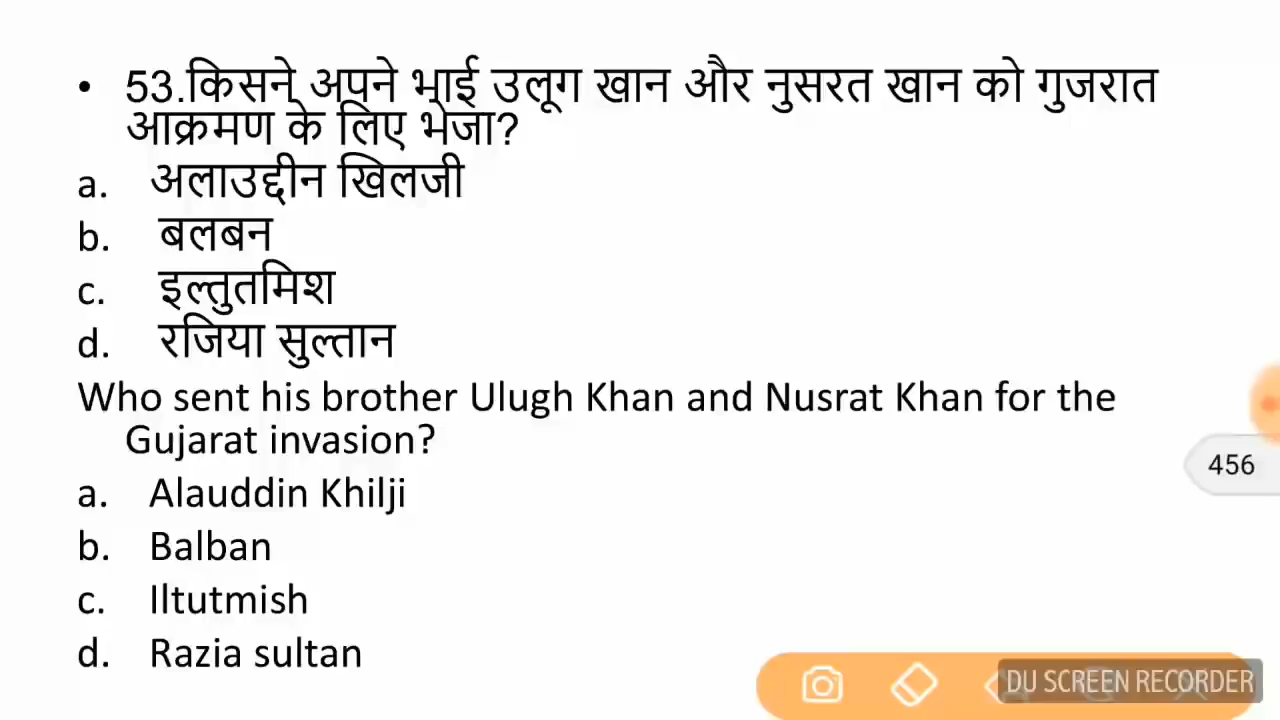 • 53.किसने अपने भाई उलूग खान और नुसरत खान को गुजरात
आक्रमण के लिए भेजा?
a. अलाउद्दीन खिलजी
b. बलबन
c. इल्तुतमिश
d. रजिया सुल्तान
Who sent his brother Ulugh Khan and Nusrat Khan for the
Gujarat invasion?
456
a. Alauddin Khilji
b. Balban
c. Iltutmish
d. Razia sultan
DU SCREEN RECORDER